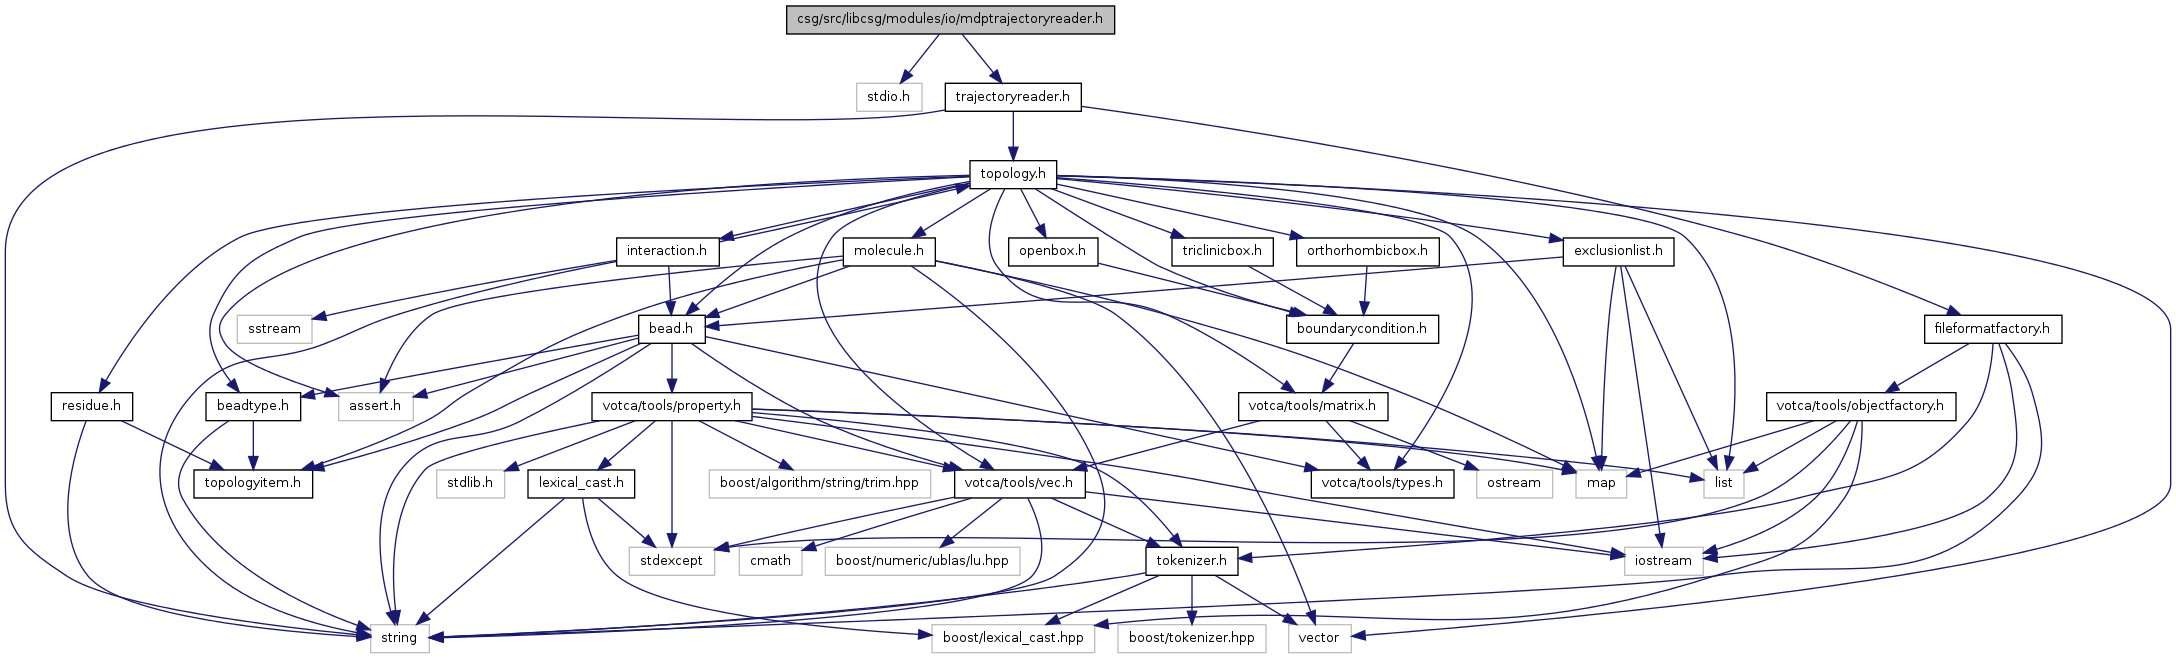 csg/src/libcsg/modules/io/mdptrajectoryreader.h
stdio.h
trajectoryreader.h
topology.h
interaction.h
molecule.h
openbox.h
triclinicbox.h
orthorhombicbox.h
exclusionlist.h
sstream
bead.h
boundarycondition.h
fileformatfactory.h
residue.h
beadtype.h
assert.h
votca/tools/property.h
votca/tools/matrix.h
votca/tools/objectfactory.h
topologyitem.h
stdlib.h
lexical_cast.h
boost/algorithm/string/trim.hpp
votca/tools/vec.h
votca/tools/types.h
ostream
map
list
stdexcept
cmath
boost/numeric/ublas/lu.hpp
tokenizer.h
iostream
string
boost/lexical_cast.hpp
boost/tokenizer.hpp
vector